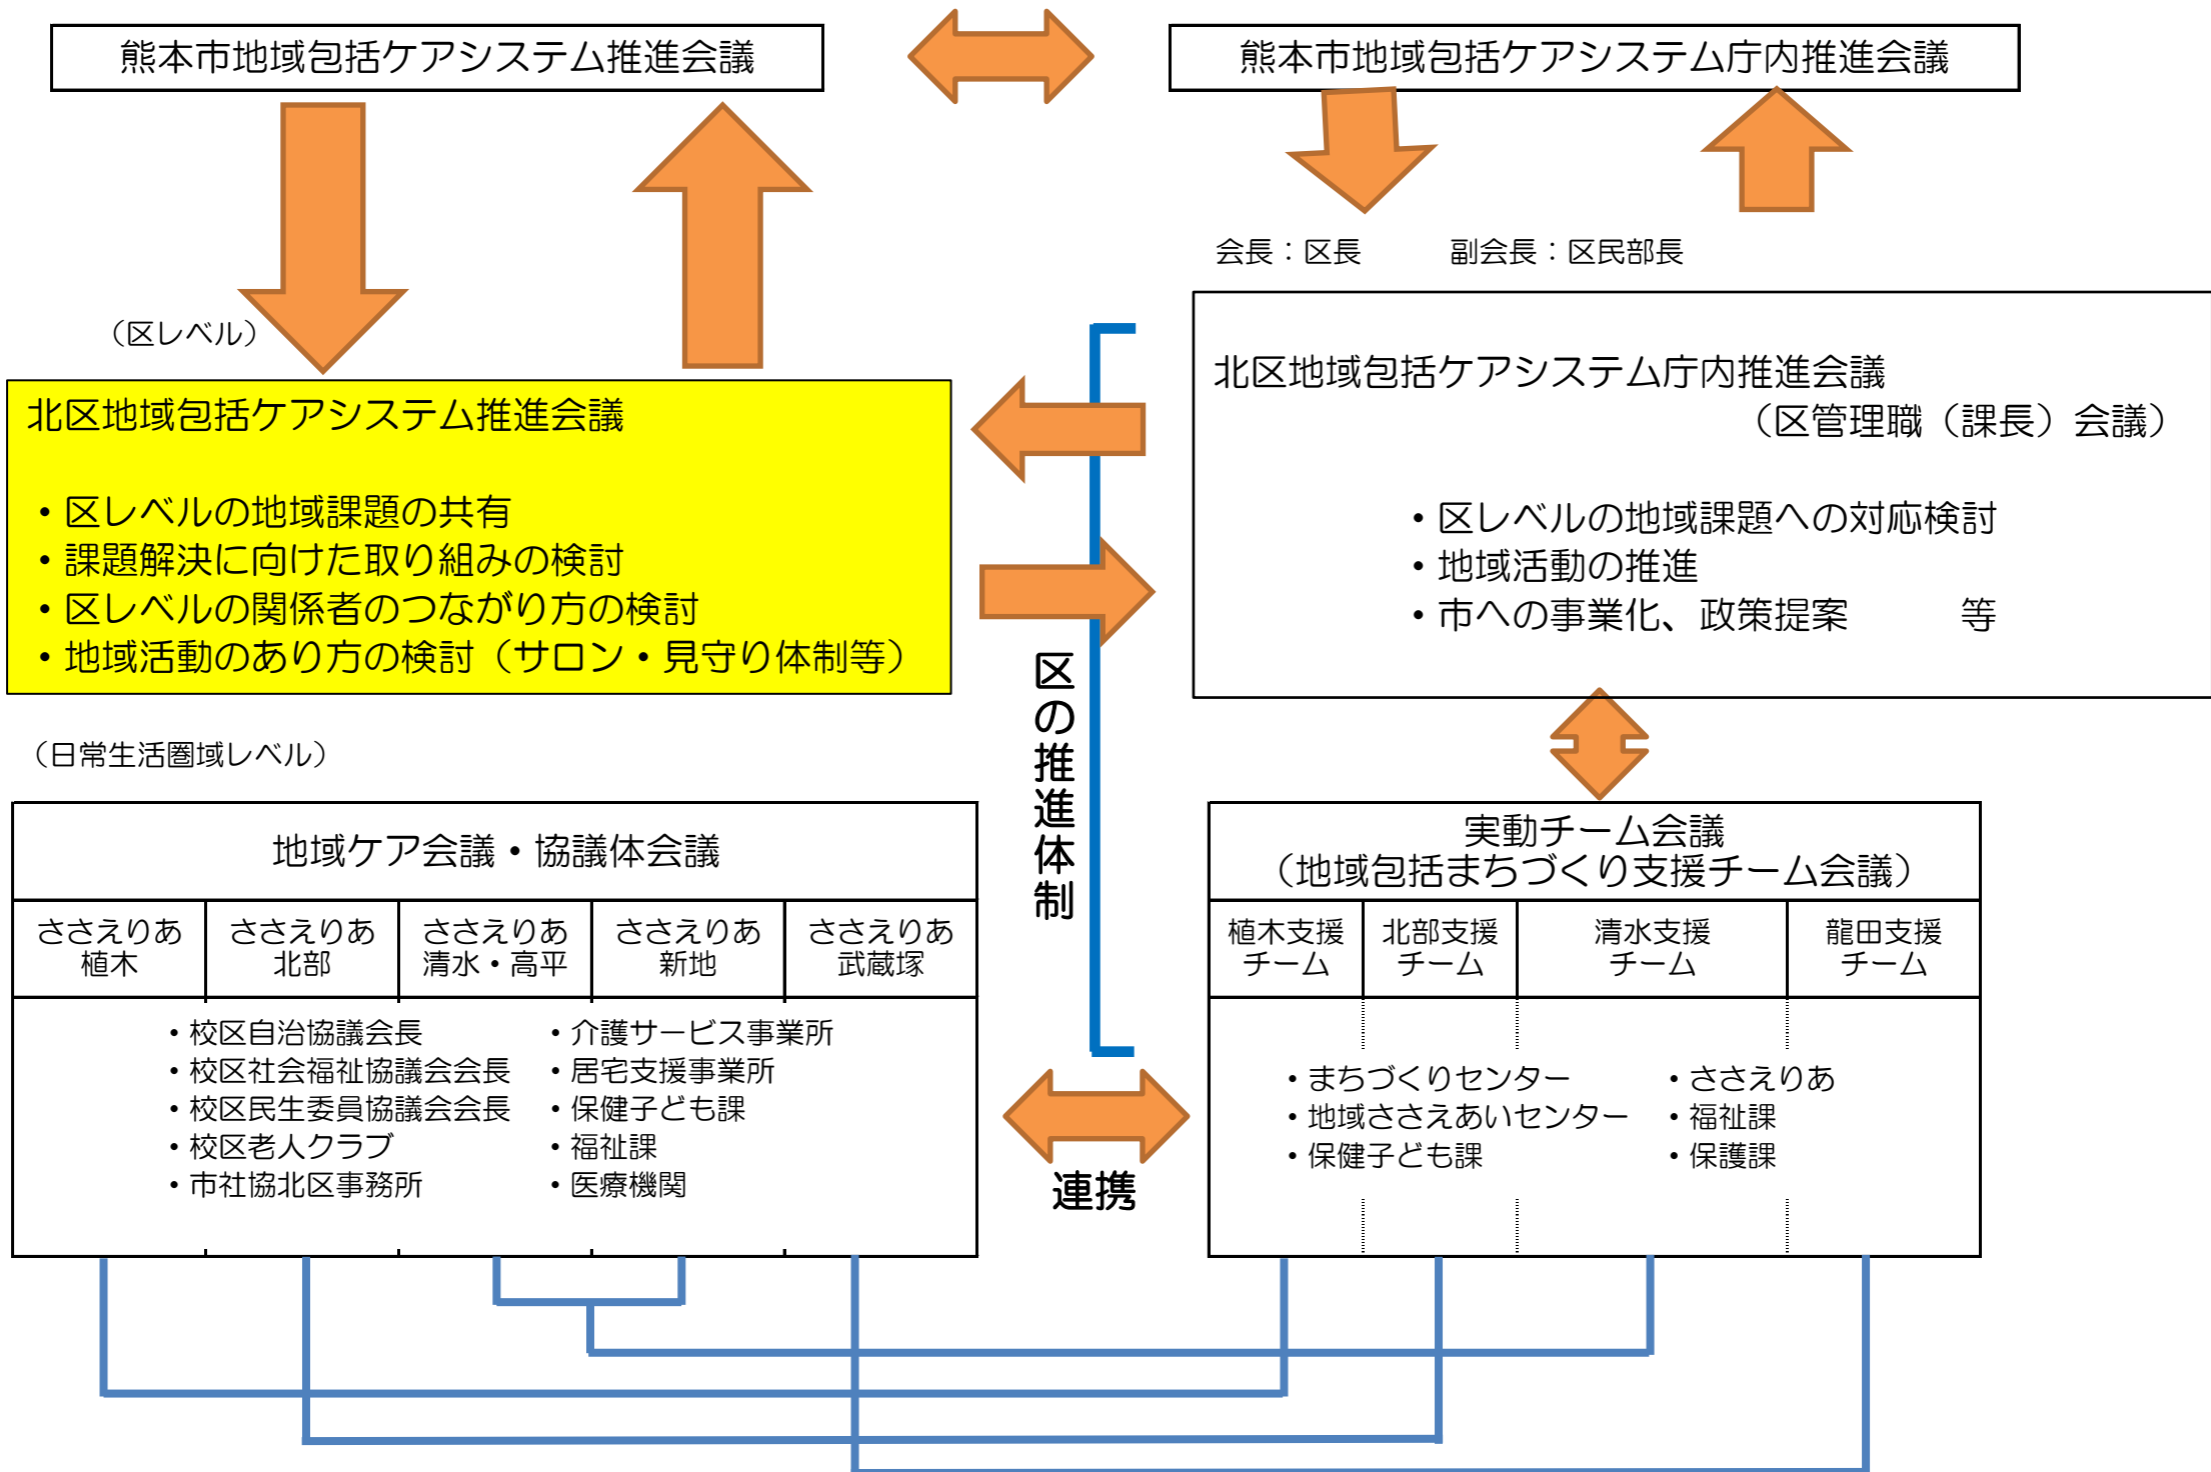 熊本市地域包括ケアシステム推進会議
熊本市地域包括ケアシステム庁内推進会議
会長：区長　　副会長：区民部長
（区レベル）
北区地域包括ケアシステム推進会議
・区レベルの地域課題の共有
・課題解決に向けた取り組みの検討
・区レベルの関係者のつながり方の検討
・地域活動のあり方の検討（サロン・見守り体制等）
北区地域包括ケアシステム庁内推進会議
（区管理職（課長）会議）
・区レベルの地域課題への対応検討
・地域活動の推進
・市への事業化、政策提案　　　等
区の推進体制
（日常生活圏域レベル）
地域ケア会議・協議体会議
ささえりあ
植木
ささえりあ
北部
ささえりあ
清水・高平
ささえりあ
新地
ささえりあ
武蔵塚
・校区自治協議会長
・校区社会福祉協議会会長
・校区民生委員協議会会長
・校区老人クラブ
・市社協北区事務所
・介護サービス事業所
・居宅支援事業所
・保健子ども課
・福祉課
・医療機関
連携
実動チーム会議
（地域包括まちづくり支援チーム会議）
植木支援
チーム
北部支援
チーム
清水支援
チーム
龍田支援
チーム
・まちづくりセンター
・地域ささえあいセンター
・保健子ども課
・ささえりあ
・福祉課
・保護課